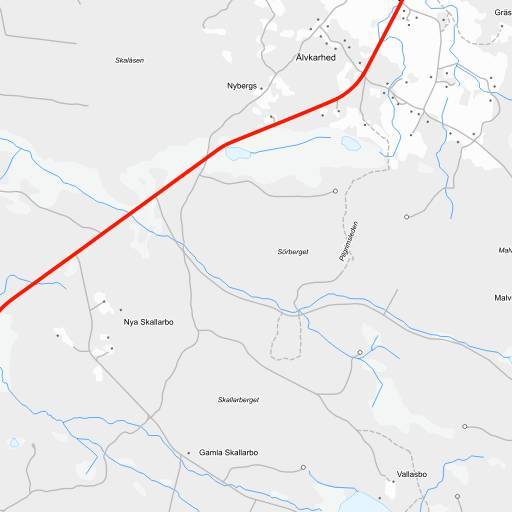 Gräs
Älvkarhed
Skalåsen
Nybergs
Pilgrimsleden
Sörberget
Malv
Malv
Nya Skallarbo
Skallarberget
Gamla Skallarbo
Vallasbo